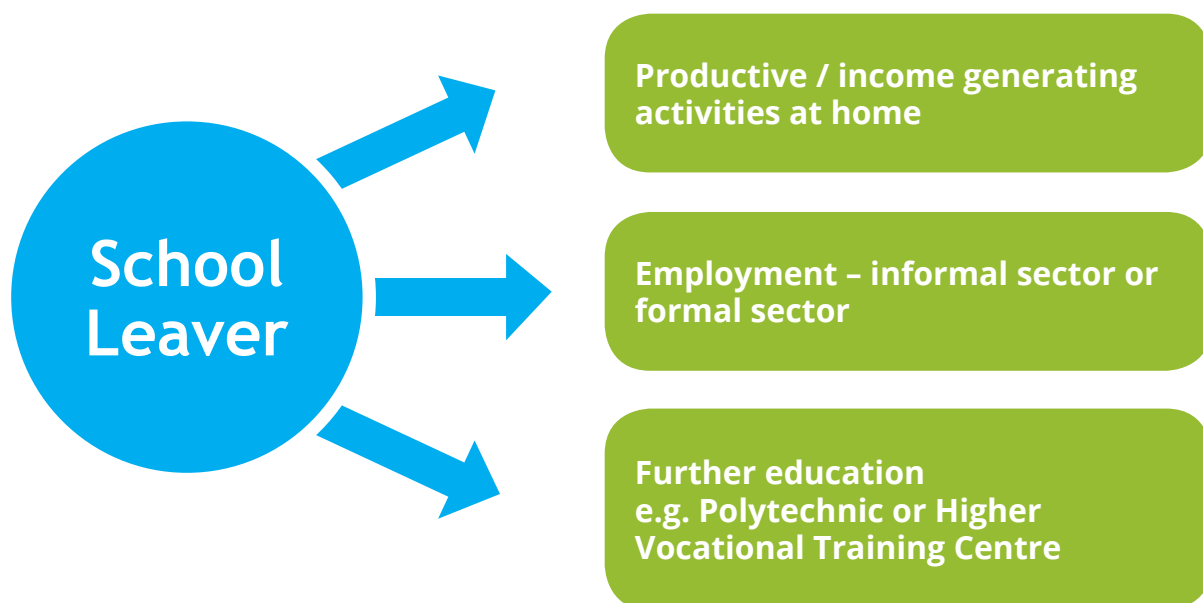 School
Leaver
Productive / income generating
activities at home
Employment – informal sector or
formal sector
Further education
e.g. Polytechnic or Higher
Vocational Training Centre